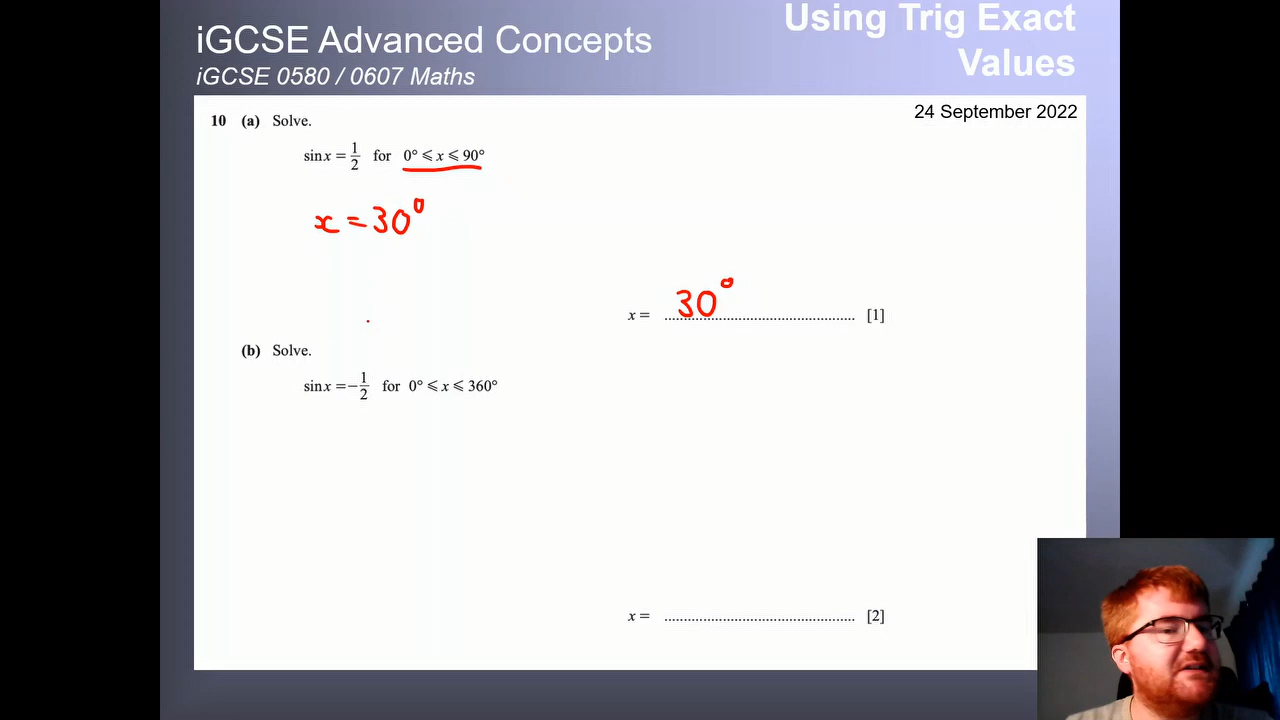 Using Trig Exact
Values
iGCSE Advanced Concepts
iGCSE 0580 / 0607 Maths
24 September 2022
10 (a) Solve.
sin x = 1/2 for 0° ⩽ x ⩽ 90°
x = 30°
x = 30° [1]
(b) Solve.
sin x = −1/2 for 0° ⩽ x ⩽ 360°
x = [2]